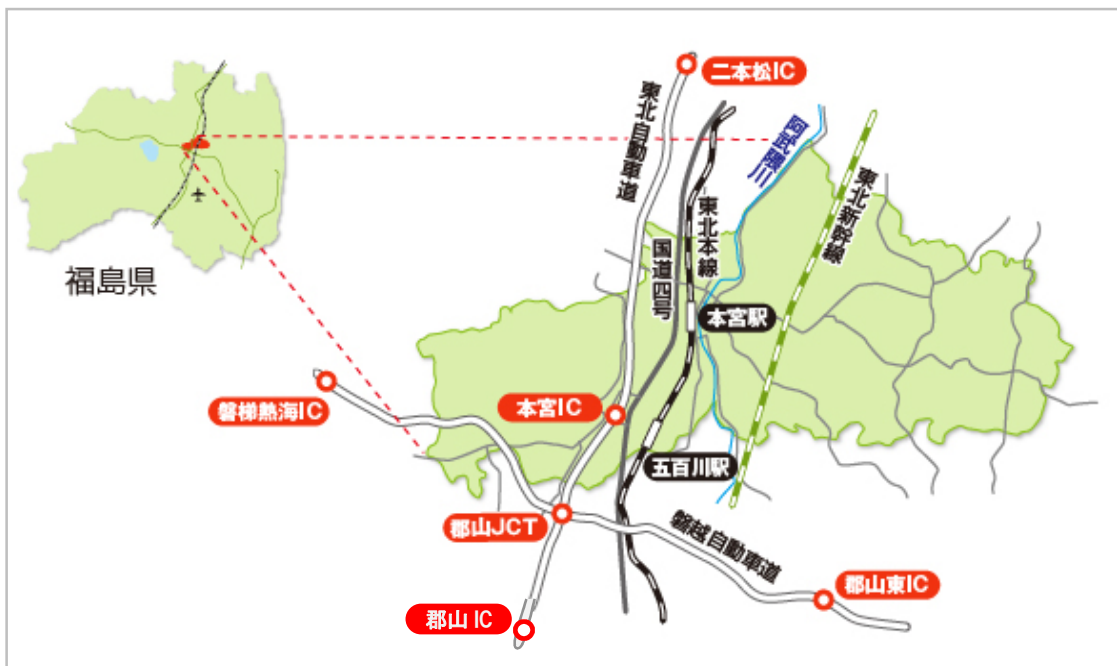 二本松IC
東北自動車道
阿武隈川
東北新幹線
東北本線
国道四号
福島県
本宮駅
磐梯熱海IC
本宮IC
五百川駅
郡山JCT
磐越自動車道
郡山東IC
郡山 IC